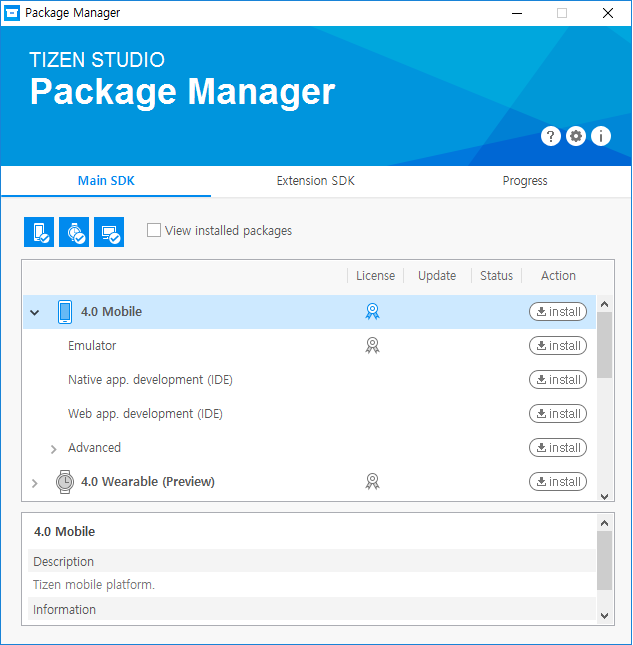 Package Manager
TIZEN STUDIO
Package Manager
? i
Main SDK Extension SDK Progress
View installed packages
License Update Status Action
4.0 Mobile install
Emulator install
Native app. development (IDE) install
Web app. development (IDE) install
Advanced install
4.0 Wearable (Preview) install
4.0 Mobile
Description
Tizen mobile platform.
Information